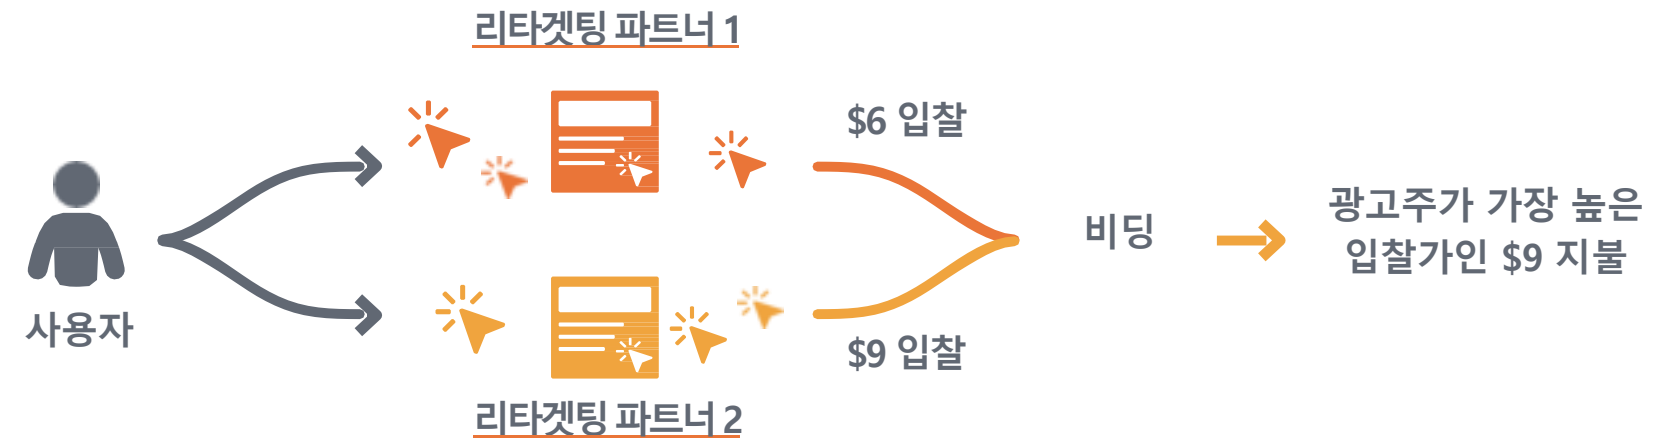 리타겟팅 파트너 1
$6 입찰
사용자
비딩
광고주가 가장 높은
입찰가인 $9 지불
$9 입찰
리타겟팅 파트너 2